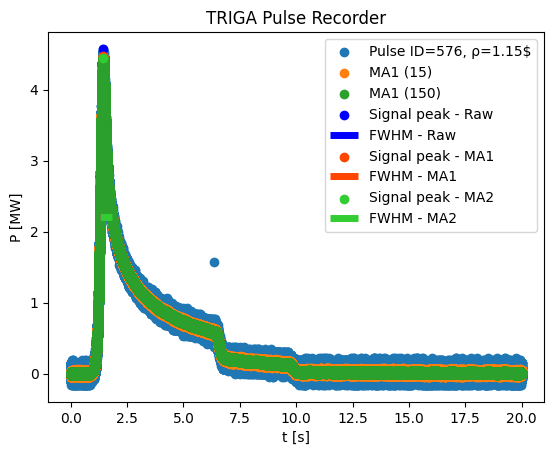 TRIGA Pulse Recorder
Pulse ID=576, ρ=1.15$
MA1 (15)
MA1 (150)
Signal peak - Raw
FWHM - Raw
Signal peak - MA1
FWHM - MA1
Signal peak - MA2
FWHM - MA2
P [MW]
4
3
2
1
0
0.0 2.5 5.0 7.5 10.0 12.5 15.0 17.5 20.0
t [s]